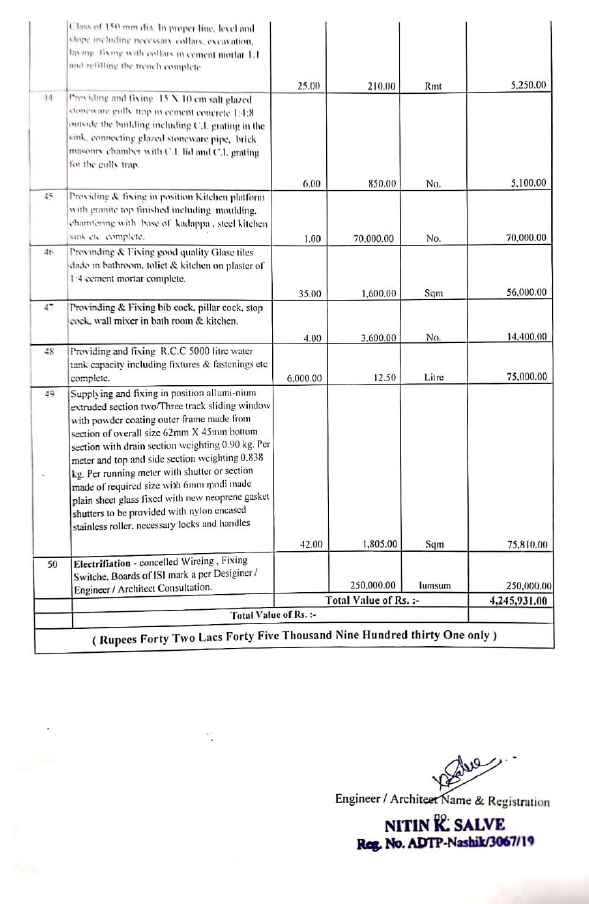 Class of 150 mm dia In proper line, level and
slope including necessary collars, excavation,
laying, fixing with collars in cement mortar 1:1
and refilling the trench complete
25.00 210.00 Rmt 5,250.00
44 Providing and fixing 15 X 10 cm salt glazed
stoneware gully trap in cement concrete 1:4:8
outside the building including C.I. grating in the
sink, connecting glazed stoneware pipe, brick
masonry chamber with C.I. lid and C.I. grating
for the gully trap.
6.00 850.00 No. 5,100.00
45 Providing & fixing in position Kitchen platform
with granite top finished including moulding,
chamfering with base of kadappa , steel kitchen
sink etc complete.
1.00 70,000.00 No. 70,000.00
46 Provinding & Fixing good quality Glase tiles
dado in bathroom, toliet & kitchen on plaster of
1:4 cement mortar complete.
35.00 1,600.00 Sqm 56,000.00
47 Provinding & Fixing bib cock, pillar cock, stop
cock, wall mixer in bath room & kitchen.
4.00 3,600.00 No. 14,400.00
48 Providing and fixing R.C.C 5000 litre water
tank capacity including fixtures & fastenings etc
complete.
6,000.00 12.50 Litre 75,000.00
49 Supplying and fixing in position allumi-nium
extruded section two/Three track sliding window
with powder coating outer frame made from
section of overall size 62mm X 45mm bottom
section with drain section weighting 0.90 kg. Per
meter and top and side section weighting 0.838
kg. Per running meter with shutter or section
made of required size with 6mm modi made
plain sheet glass fixed with new neoprene gasket
shutters to be provided with nylon encased
stainless roller, necessary locks and handles
42.00 1,805.00 Sqm 75,810.00
50 Electrifiation - concelled Wireing , Fixing
Switche, Boards of ISI mark a per Desiginer /
Engineer / Architect Consultation.
250,000.00 lumsum 250,000.00
Total Value of Rs. :- 4,245,931.00
Total Value of Rs. :-
( Rupees Forty Two Lacs Forty Five Thousand Nine Hundred thirty One only )
Engineer / Architect Name & Registration
NITIN R. SALVE
Reg. No. ADTP-Nashik/3067/19